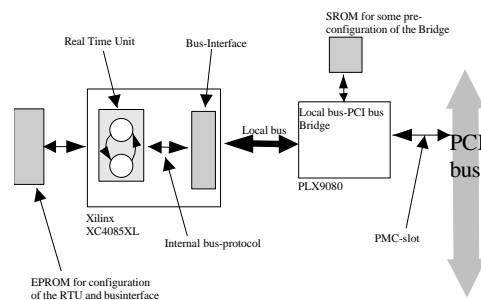 SROM for some pre-
configuration of the Bridge
Real Time Unit
Bus-Interface
Local bus-PCI bus
Bridge
Local bus
PCI
bus
PLX9080
Xilinx
XC4085XL
Internal bus-protocol
PMC-slot
EPROM for configuration
of the RTU and businterface